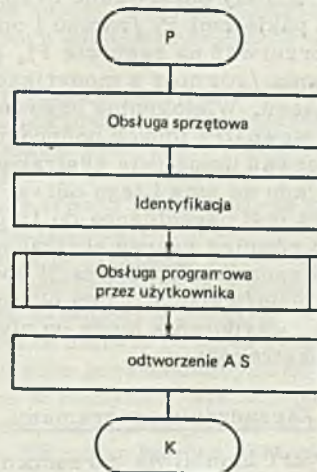 P
Obsługa sprzętowa
Identyfikacja
Obsługa programowa
przez użytkownika
odtworzenie A S
K